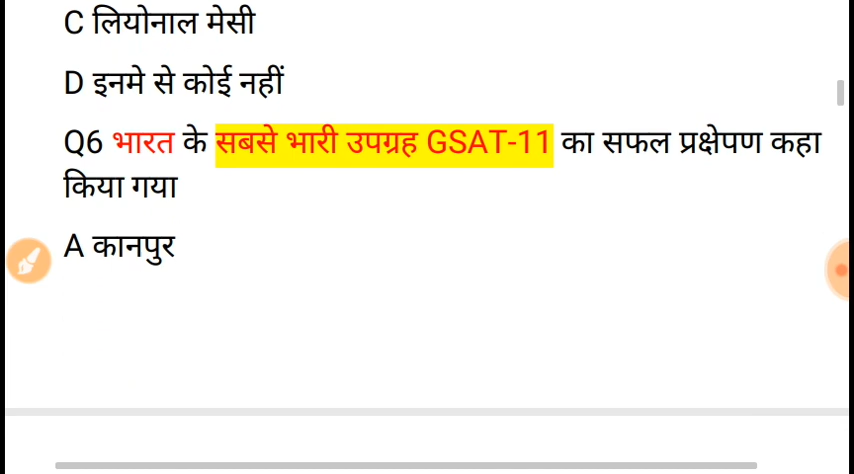 C लियोनाल मेसी
D इनमे से कोई नहीं
Q6 भारत के सबसे भारी उपग्रह GSAT-11 का सफल प्रक्षेपण कहा
किया गया
A कानपुर